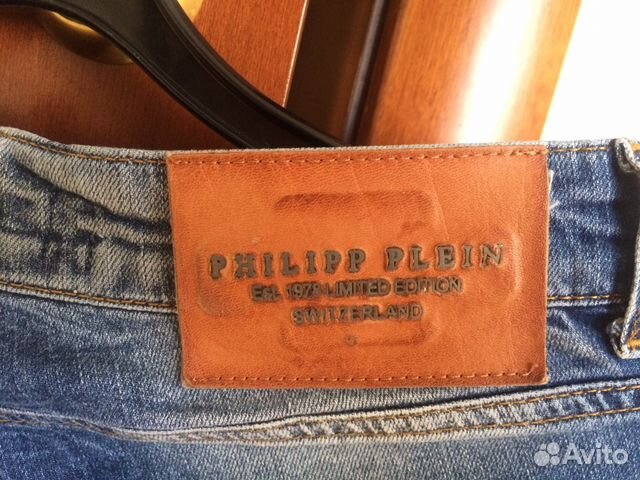 PHILIPP PLEIN
Est. 1978 LIMITED EDITION
SWITZERLAND
Avito